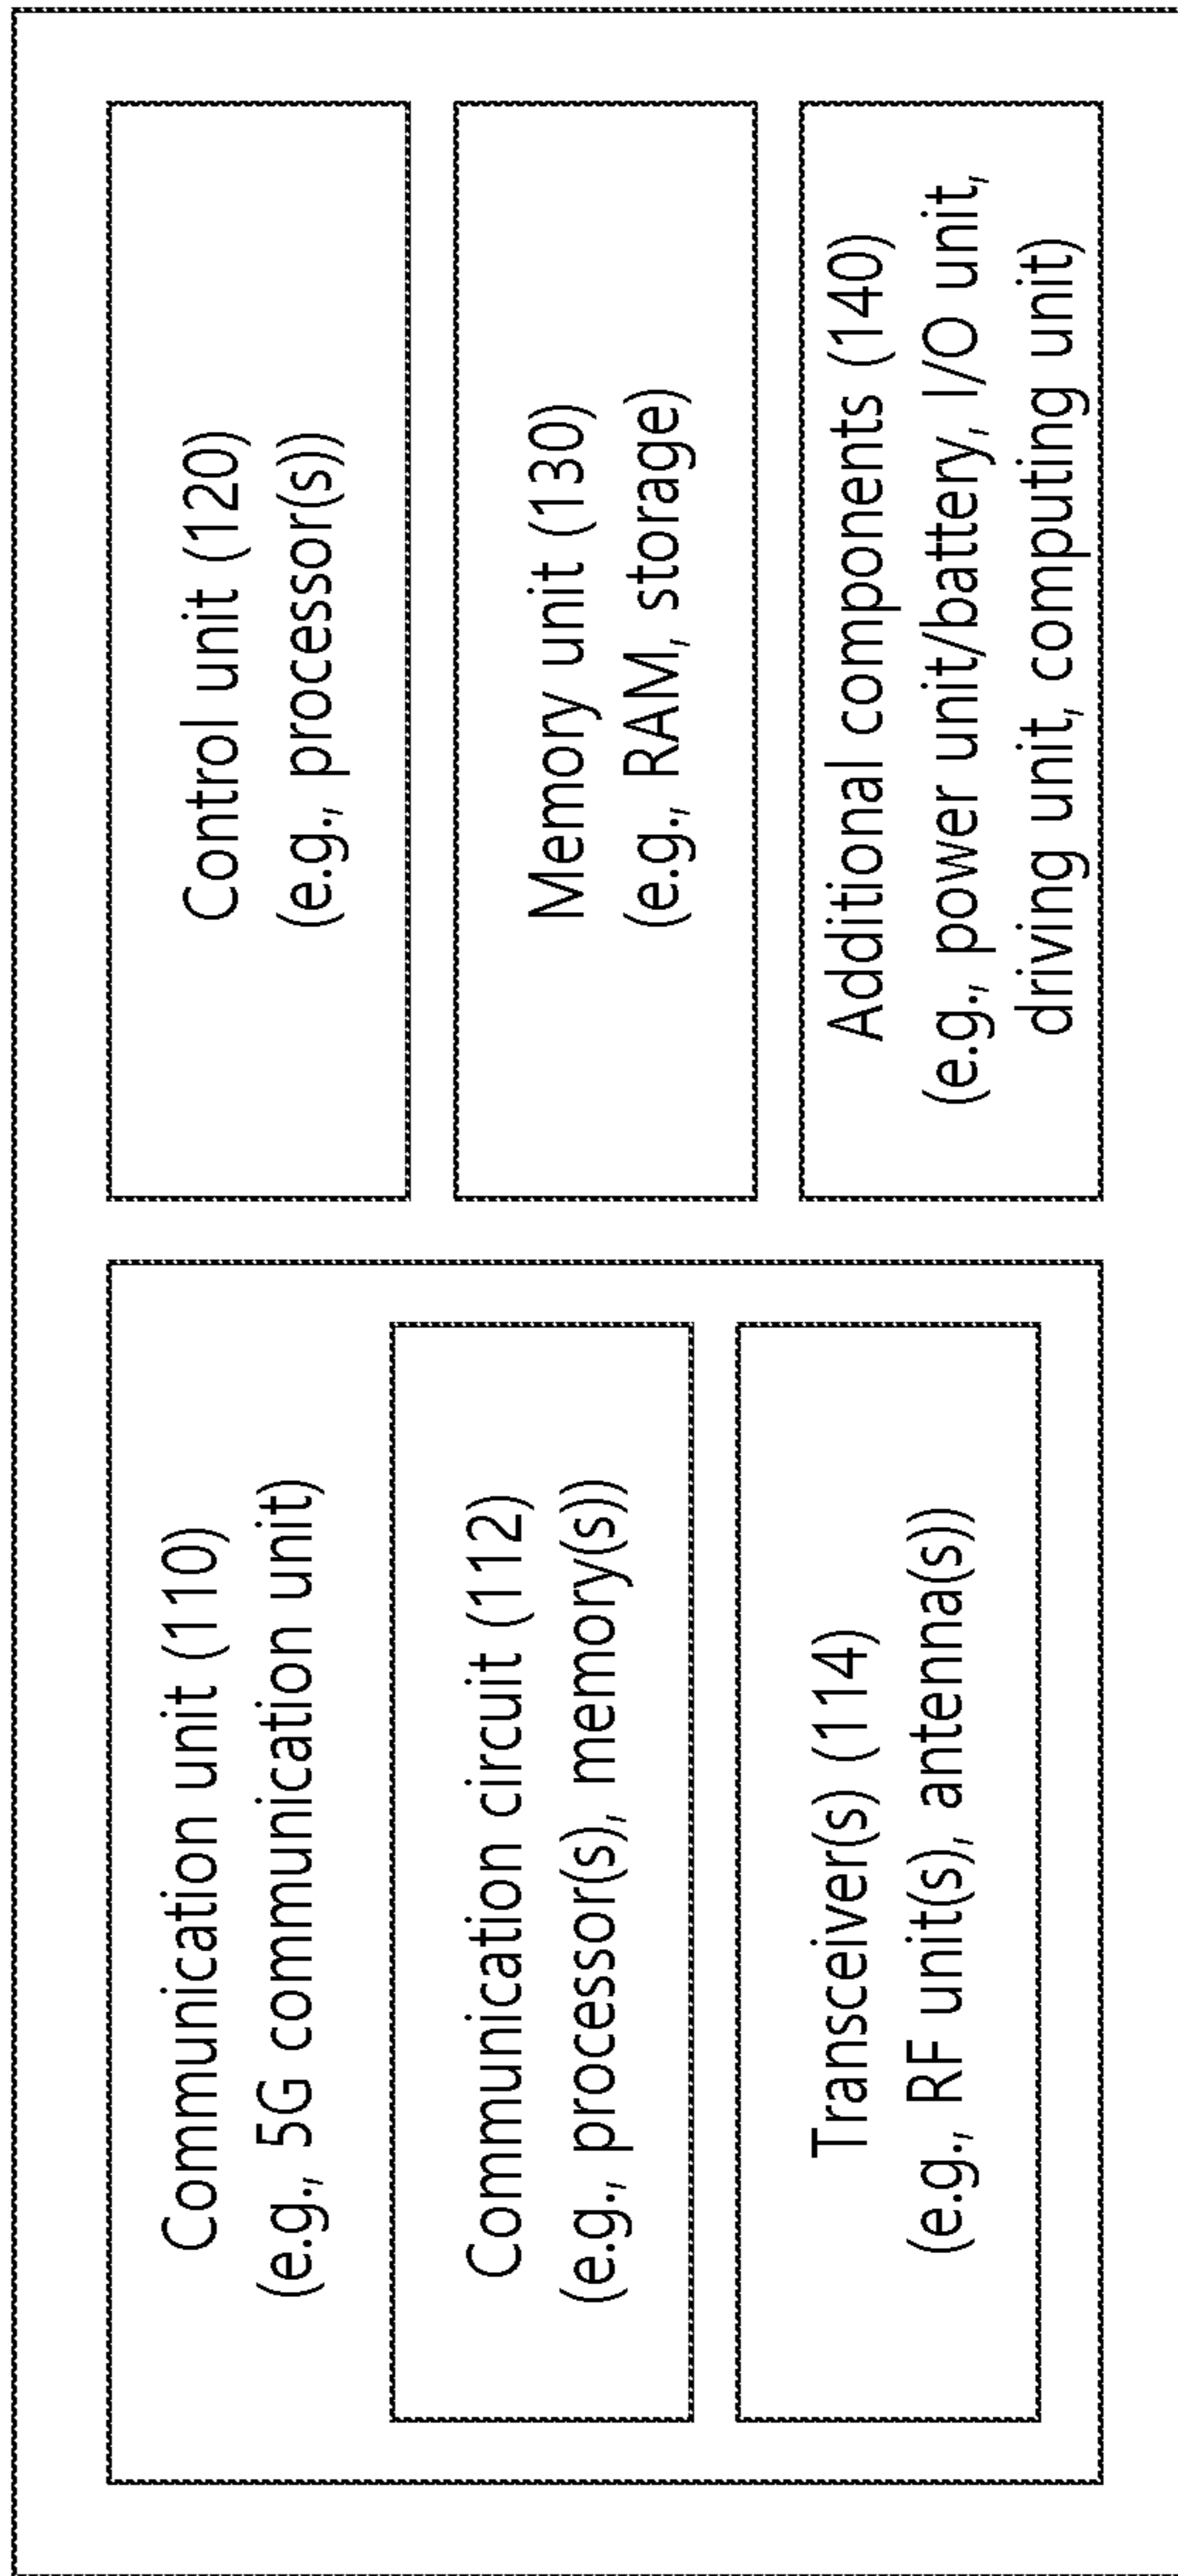 Communication unit (110)
(e.g., 5G communication unit)
Communication circuit (112)
(e.g., processor(s), memory(s))
Transceiver(s) (114)
(e.g., RF unit(s), antenna(s))
Control unit (120)
(e.g., processor(s))
Memory unit (130)
(e.g., RAM, storage)
Additional components (140)
(e.g., power unit/battery, I/O unit,
driving unit, computing unit)